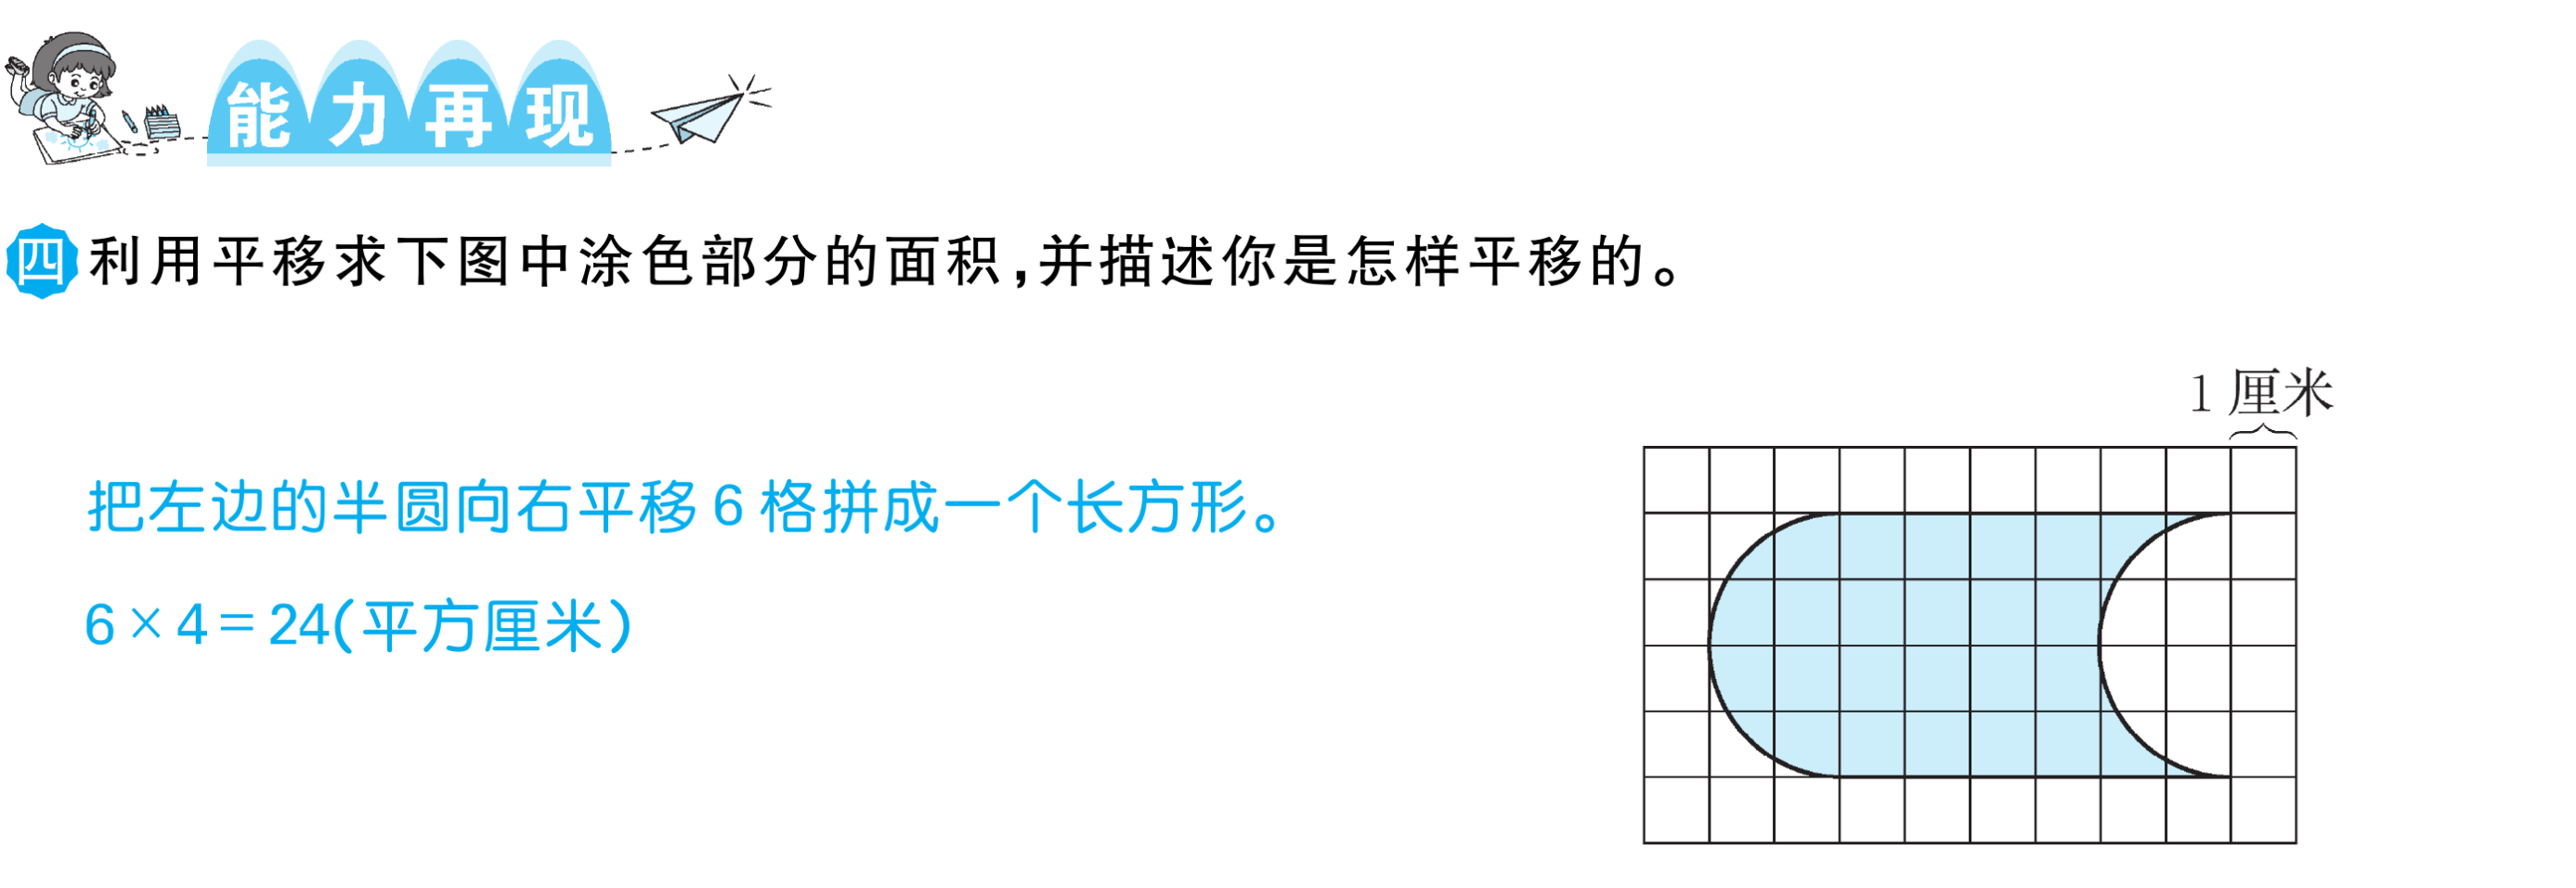 能力再现
四 利用平移求下图中涂色部分的面积,并描述你是怎样平移的。
1 厘米
把左边的半圆向右平移 6 格拼成一个长方形。
6 × 4 = 24(平方厘米)